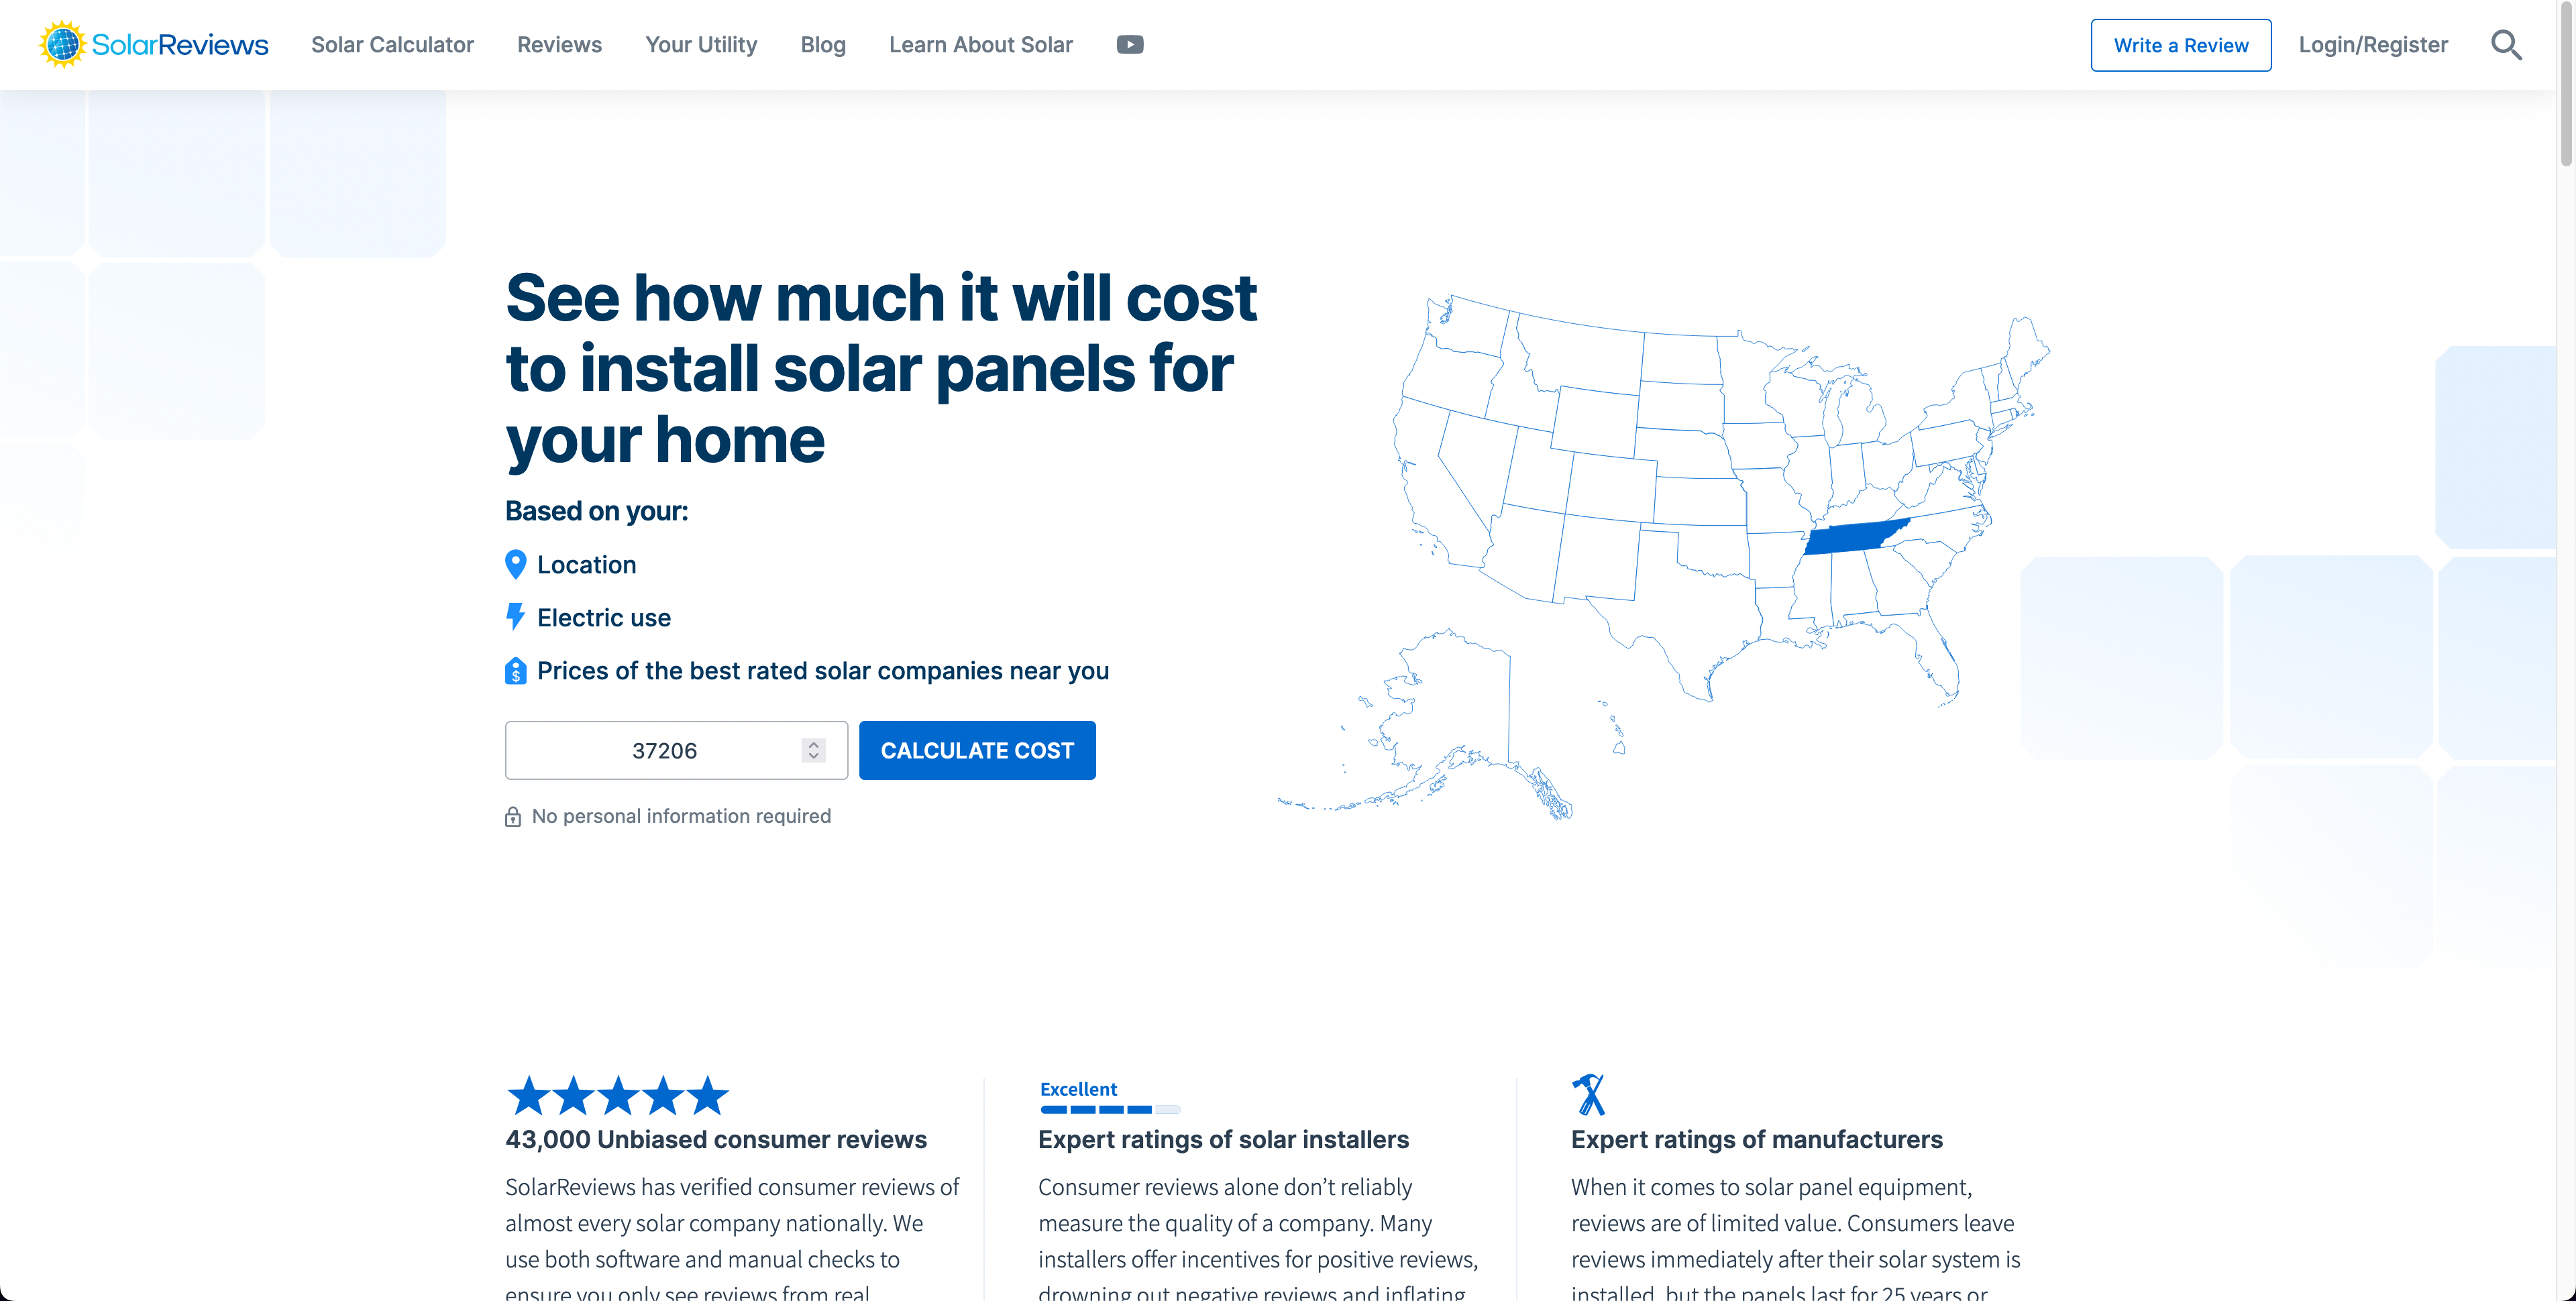 SolarReviews
Solar Calculator
Reviews
Your Utility
Blog
Learn About Solar
Write a Review
Login/Register
See how much it will cost
to install solar panels for
your home
Based on your:
Location
Electric use
$ Prices of the best rated solar companies near you
37206
CALCULATE COST
No personal information required
43,000 Unbiased consumer reviews
SolarReviews has verified consumer reviews of
almost every solar company nationally. We
use both software and manual checks to
ensure you only see reviews from real
Excellent
Expert ratings of solar installers
Consumer reviews alone don’t reliably
measure the quality of a company. Many
installers offer incentives for positive reviews,
drowning out negative reviews and inflating
Expert ratings of manufacturers
When it comes to solar panel equipment,
reviews are of limited value. Consumers leave
reviews immediately after their solar system is
installed, but the panels last for 25 years or